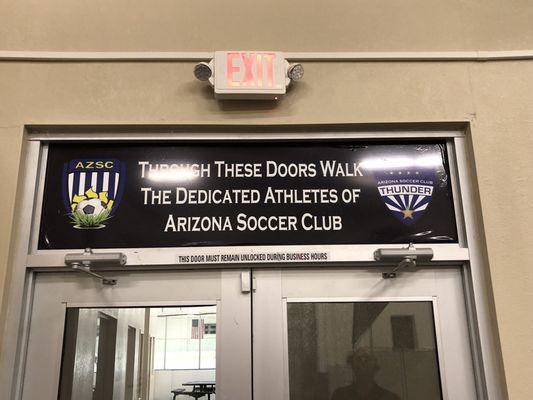 EXIT
AZSC
THROUGH THESE DOORS WALK
THE DEDICATED ATHLETES OF
ARIZONA SOCCER CLUB
ARIZONA SOCCER CLUB
THUNDER
THIS DOOR MUST REMAIN UNLOCKED DURING BUSINESS HOURS